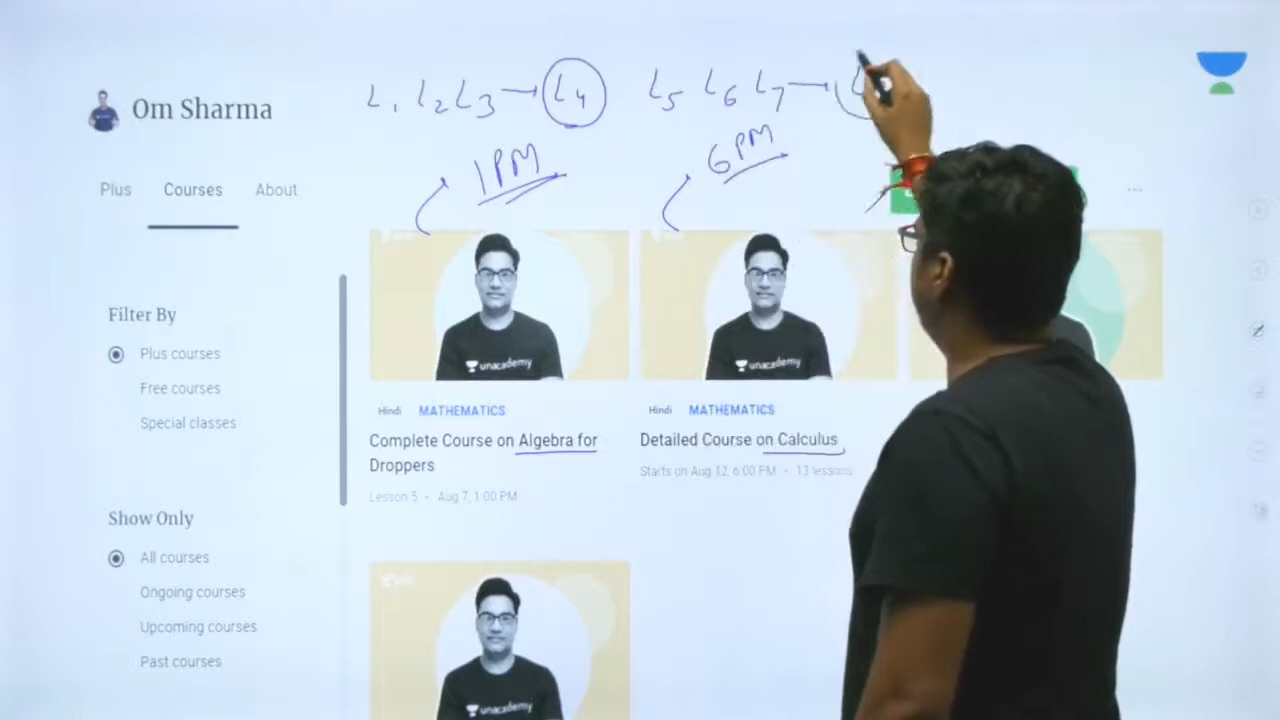 L1 L2 L3 → L4 L5 L6 L7 → L
1PM 6PM
Om Sharma
Plus Courses About
Filter By
Plus courses
Free courses
Special classes
unacademy unacademy
Hindi MATHEMATICS
Complete Course on Algebra for
Droppers
Lesson 5 • Aug 7, 1:00 PM
Hindi MATHEMATICS
Detailed Course on Calculus
Starts on Aug 12, 6:00 PM • 13 lessons
Show Only
All courses
Ongoing courses
Upcoming courses
Past courses
unacademy